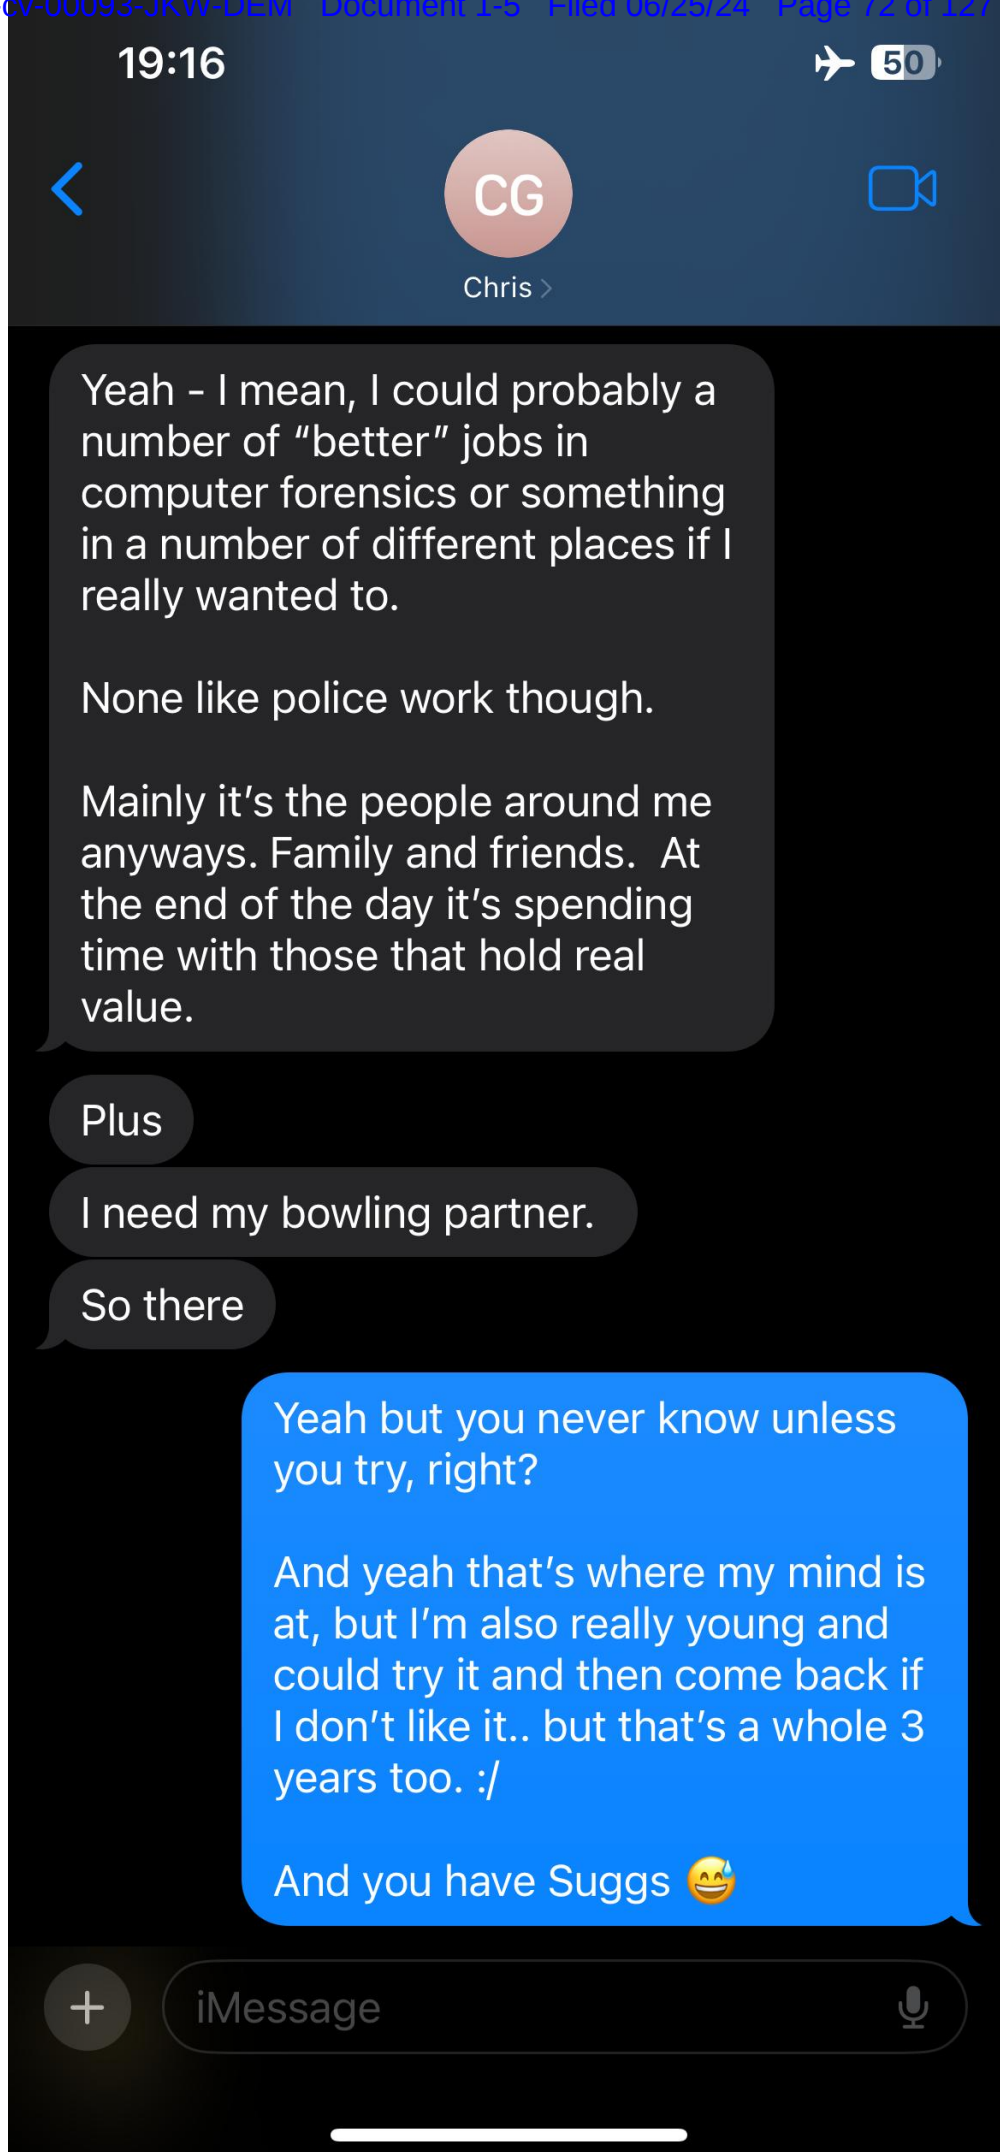 cv-00093-JKW-DEM Document 1-5 Filed 06/25/24 Page 72 of 127
19:16
50
CG
Chris
Yeah - I mean, I could probably a
number of “better” jobs in
computer forensics or something
in a number of different places if I
really wanted to.
None like police work though.
Mainly it’s the people around me
anyways. Family and friends.  At
the end of the day it’s spending
time with those that hold real
value.
Plus
I need my bowling partner.
So there
Yeah but you never know unless
you try, right?
And yeah that’s where my mind is
at, but I’m also really young and
could try it and then come back if
I don’t like it.. but that’s a whole 3
years too. :/
And you have Suggs 😅
iMessage